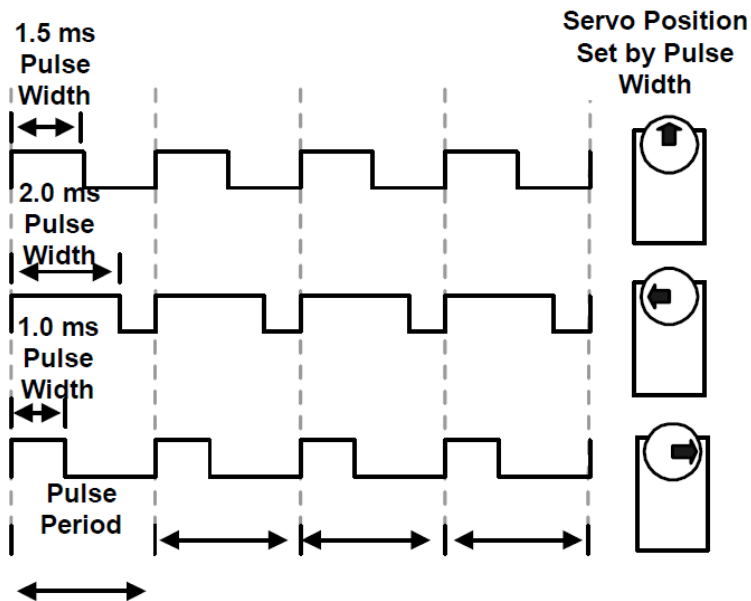 1.5 ms
Pulse
Width
Servo Position
Set by Pulse
Width
2.0 ms
Pulse
Width
1.0 ms
Pulse
Width
Pulse
Period